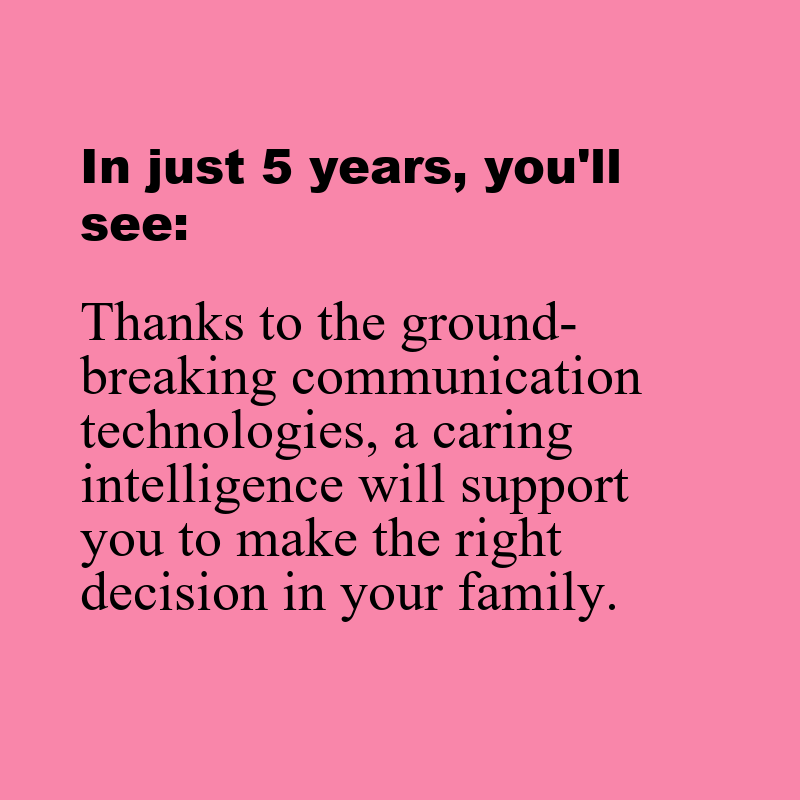 In just 5 years, you'll
see:
Thanks to the ground-
breaking communication
technologies, a caring
intelligence will support
you to make the right
decision in your family.